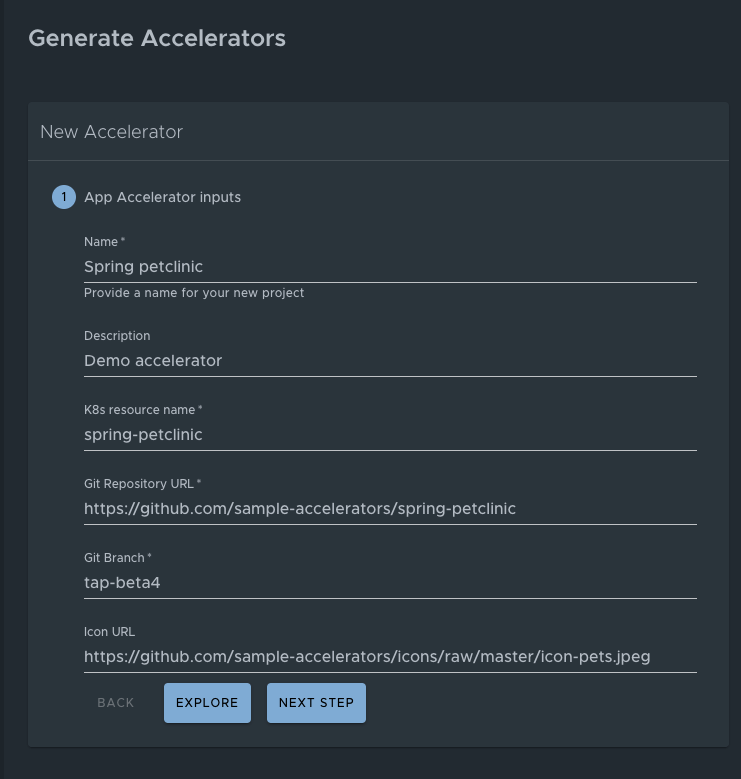 Generate Accelerators
New Accelerator
1 App Accelerator inputs
Name *
Spring petclinic
Provide a name for your new project
Description
Demo accelerator
K8s resource name *
spring-petclinic
Git Repository URL *
https://github.com/sample-accelerators/spring-petclinic
Git Branch *
tap-beta4
Icon URL
https://github.com/sample-accelerators/icons/raw/master/icon-pets.jpeg
BACK EXPLORE NEXT STEP